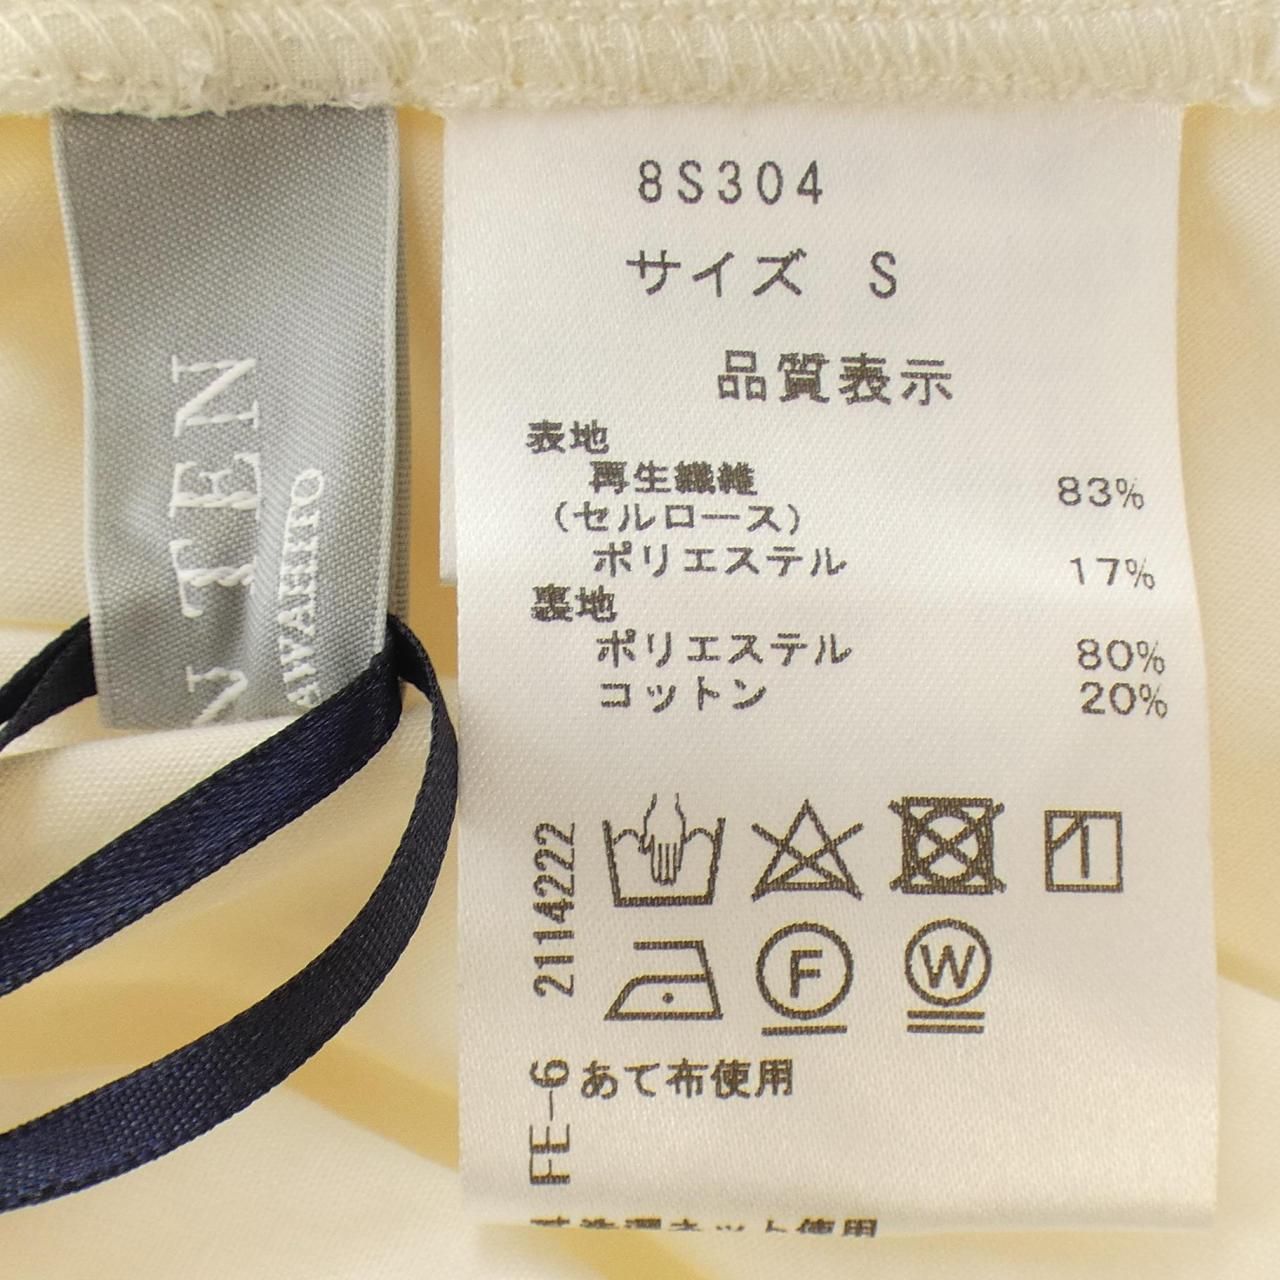 8S304
サイズ S
品質表示
表地
再生繊維
(セルロース) 83%
ポリエステル 17%
裏地
ポリエステル 80%
コットン 20%
2114222
F
W
FE-6
あて布使用
TEN